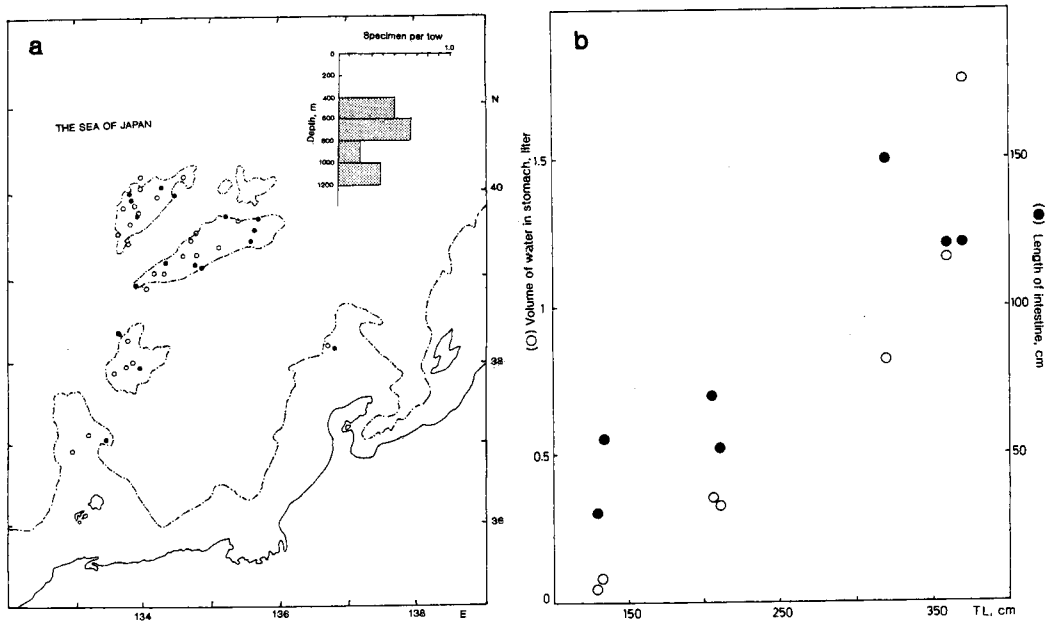 a
Specimen per tow
1.0
0
200
400
600
800
1000
1200
Depth, m
THE SEA OF JAPAN
N
40
38
36
134
136
138
E
b
(○) Volume of water in stomach, liter
1.5
1
0.5
0
150
250
350
TL, cm
150
100
50
(●) Length of intestine, cm